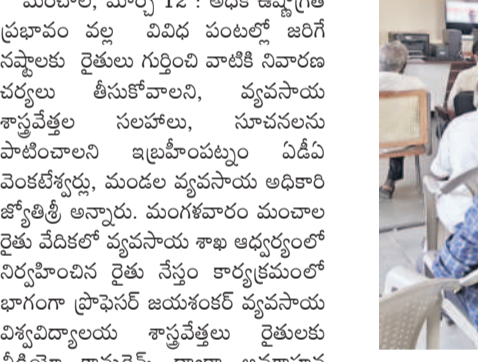 మంచాల, మార్చి 12 : అధిక ఉష్ణోగ్రత
ప్రభావం వల్ల వివిధ పంటల్లో జరిగే
నష్టాలకు రైతులు గుర్తించి వాటికి నివారణ
చర్యలు తీసుకోవాలని, వ్యవసాయ
శాస్త్రవేత్తల సలహాలు, సూచనలను
పాటించాలని ఇబ్రహీంపట్నం ఏడీఏ
వెంకటేశ్వర్లు, మండల వ్యవసాయ అధికారి
జ్యోతిశ్రీ అన్నారు. మంగళవారం మంచాల
రైతు వేదికలో వ్యవసాయ శాఖ ఆధ్వర్యంలో
నిర్వహించిన రైతు నేస్తం కార్యక్రమంలో
భాగంగా ప్రొఫెసర్ జయశంకర్ వ్యవసాయ
విశ్వవిద్యాలయ శాస్త్రవేత్తలు రైతులకు